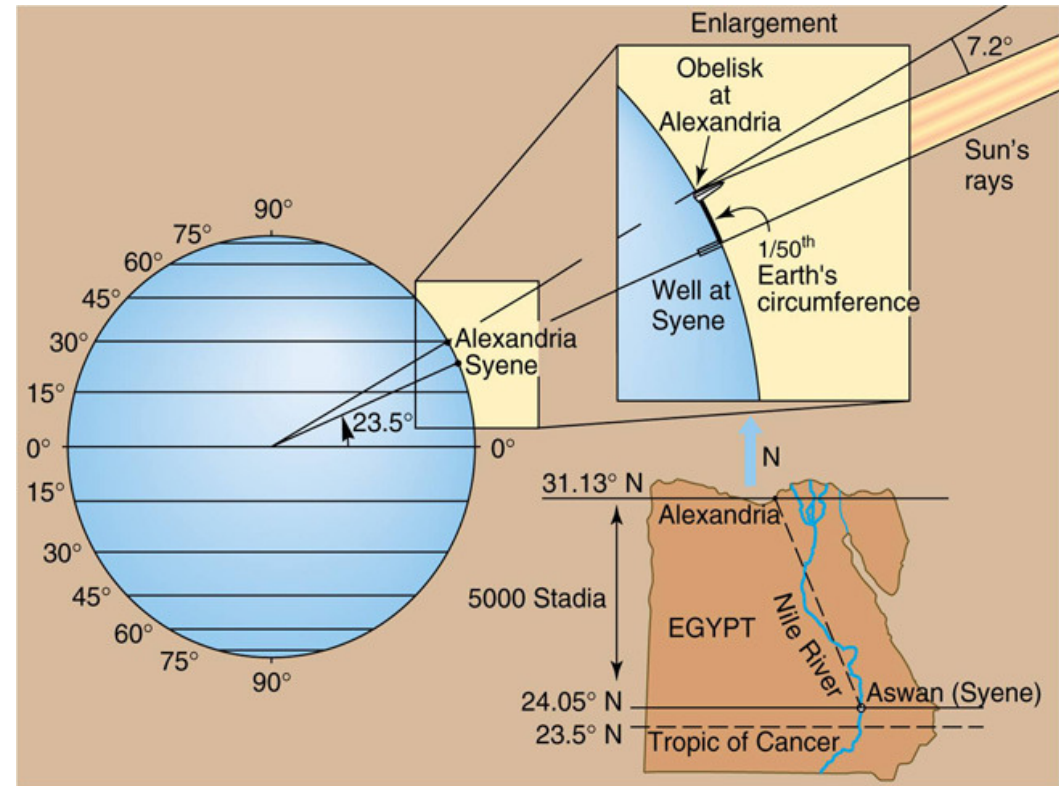 Enlargement
7.2°
Obelisk
at
Alexandria
Sun's
rays
1/50th
Earth's
circumference
Well at
Syene
90°
75°
60°
45°
30°
Alexandria
Syene
15°
23.5°
0°
0°
15°
30°
45°
60°
75°
90°
N
31.13° N
Alexandria
5000 Stadia
EGYPT
Nile River
Aswan (Syene)
24.05° N
23.5° N
Tropic of Cancer